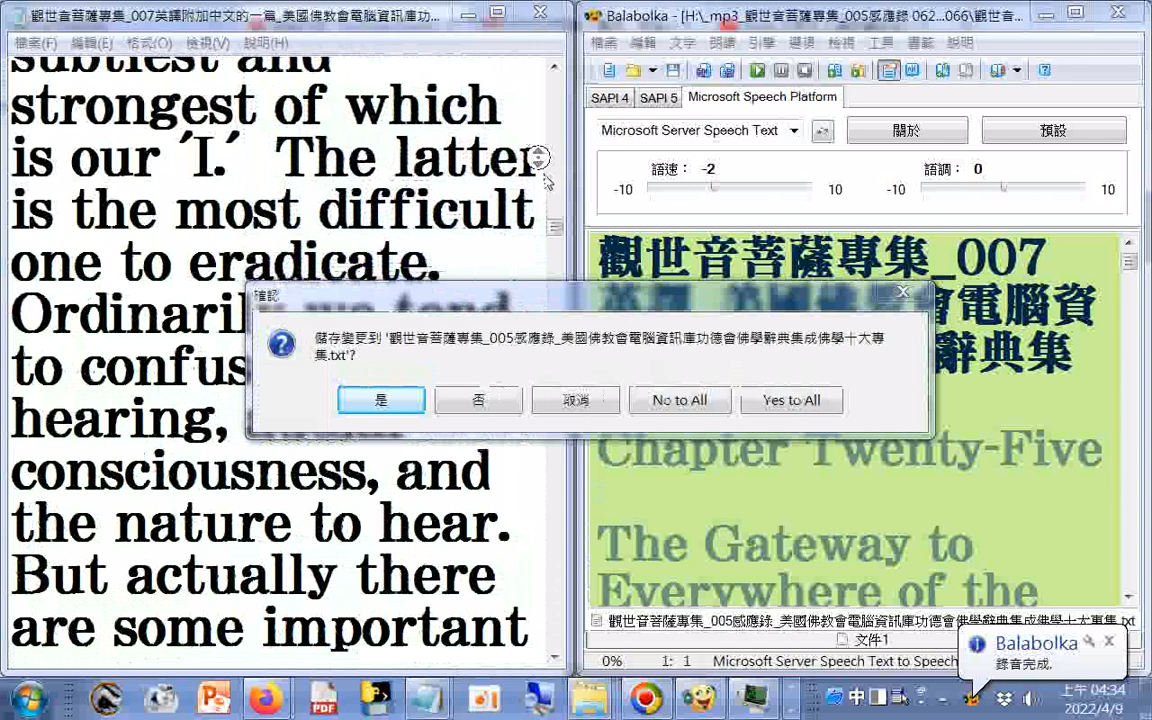 觀世音菩薩專集_007英譯附加中文的一篇_美國佛教會電腦資訊庫功...
檔案(F) 編輯(E) 格式(O) 檢視(V) 說明(H)
subtlest and
strongest of which
is our 'I.' The latter
is the most difficult
one to eradicate.
Ordinarily we tend
to confus
hearing,
consciousness, and
the nature to hear.
But actually there
are some important
Balabolka - [H:\_mp3_觀世音菩薩專集_005感應錄 062...066\觀世音...
檔案 編輯 文字 朗讀 引擎 選項 檢視 工具 書籤 說明
SAPI 4 SAPI 5 Microsoft Speech Platform
Microsoft Server Speech Text 關於 預設
語速： -2 語調： 0
-10 10 -10 10
觀世音菩薩專集_007
英譯_美國佛教會電腦資
辭典集
Chapter Twenty-Five
The Gateway to
Everywhere of the
觀世音菩薩專集_005感應錄_美國佛教會電腦資訊庫功德會佛學辭典集成佛學十大專集.txt
文件1
0% 1: 1 Microsoft Server Speech Text to Speech
確認
儲存變更到 '觀世音菩薩專集_005感應錄_美國佛教會電腦資訊庫功德會佛學辭典集成佛學十大專
集.txt'?
是 否 取消 No to All Yes to All
Balabolka
錄音完成.
中
上午 04:34
2022/4/9